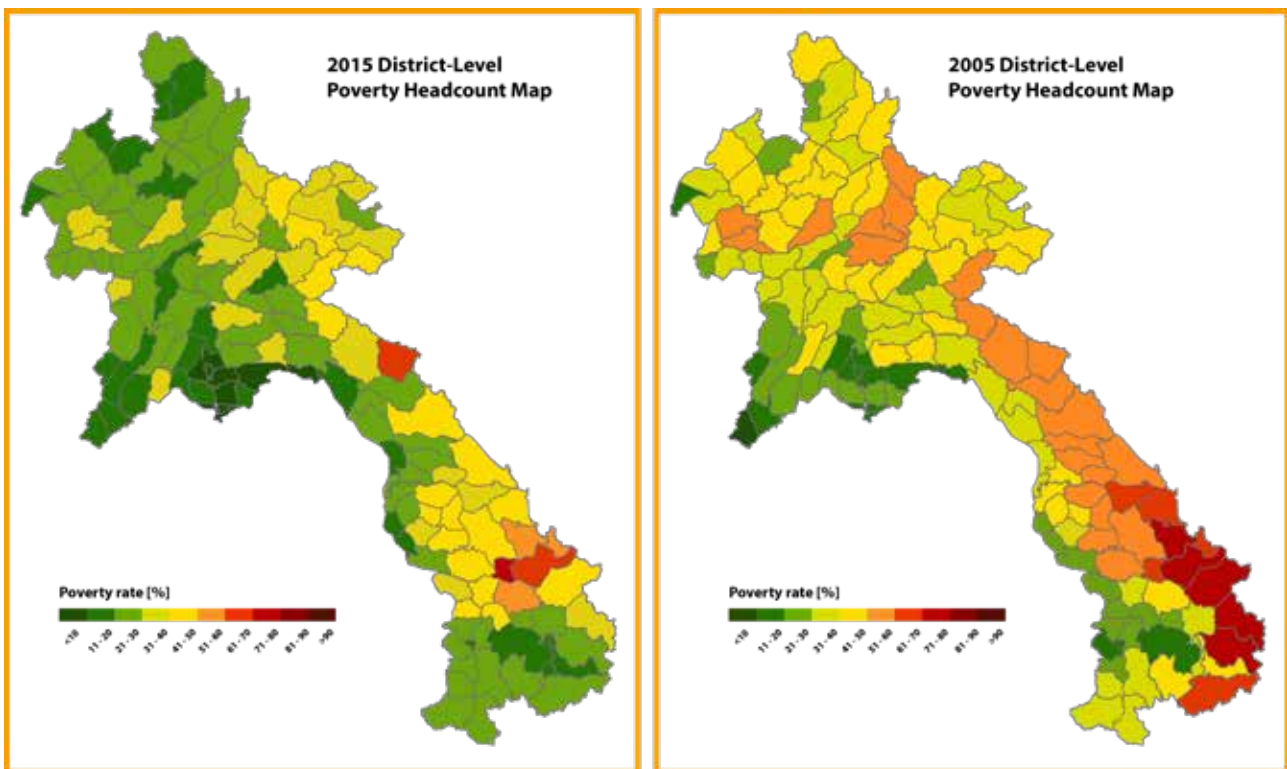 2015 District-Level
Poverty Headcount Map
Poverty rate [%]
<10
11 - 20
21 - 30
31 - 40
41 - 50
51 - 60
61 - 70
71 - 80
81 - 90
>90
2005 District-Level
Poverty Headcount Map
Poverty rate [%]
<10
11 - 20
21 - 30
31 - 40
41 - 50
51 - 60
61 - 70
71 - 80
81 - 90
>90